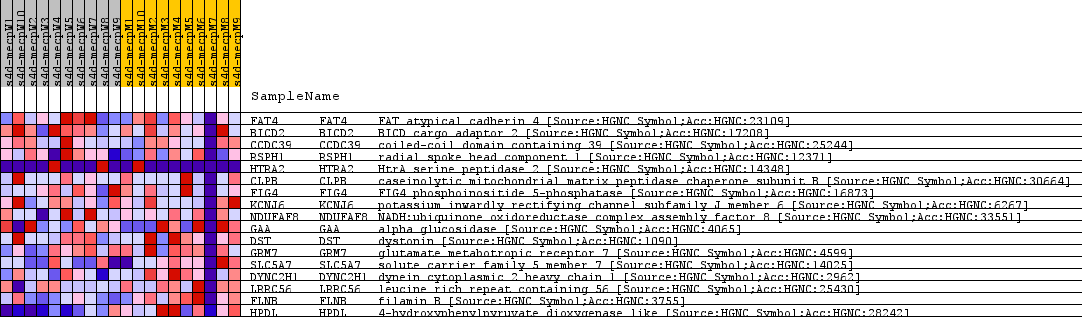 s4d-mecpW1
s4d-mecpW10
s4d-mecpW2
s4d-mecpW3
s4d-mecpW4
s4d-mecpW5
s4d-mecpW6
s4d-mecpW7
s4d-mecpW8
s4d-mecpW9
s4d-mecpM1
s4d-mecpM10
s4d-mecpM2
s4d-mecpM3
s4d-mecpM4
s4d-mecpM5
s4d-mecpM6
s4d-mecpM7
s4d-mecpM8
s4d-mecpM9
SampleName
FAT4 FAT4 FAT atypical cadherin 4 [Source:HGNC Symbol;Acc:HGNC:23109]
BICD2 BICD2 BICD cargo adaptor 2 [Source:HGNC Symbol;Acc:HGNC:17208]
CCDC39 CCDC39 coiled-coil domain containing 39 [Source:HGNC Symbol;Acc:HGNC:25244]
RSPH1 RSPH1 radial spoke head component 1 [Source:HGNC Symbol;Acc:HGNC:12371]
HTRA2 HTRA2 HtrA serine peptidase 2 [Source:HGNC Symbol;Acc:HGNC:14348]
CLPB CLPB caseinolytic mitochondrial matrix peptidase chaperone subunit B [Source:HGNC Symbol;Acc:HGNC:30664]
FIG4 FIG4 FIG4 phosphoinositide 5-phosphatase [Source:HGNC Symbol;Acc:HGNC:16873]
KCNJ6 KCNJ6 potassium inwardly rectifying channel subfamily J member 6 [Source:HGNC Symbol;Acc:HGNC:6267]
NDUFAF8 NDUFAF8 NADH:ubiquinone oxidoreductase complex assembly factor 8 [Source:HGNC Symbol;Acc:HGNC:33551]
GAA GAA alpha glucosidase [Source:HGNC Symbol;Acc:HGNC:4065]
DST DST dystonin [Source:HGNC Symbol;Acc:HGNC:1090]
GRM7 GRM7 glutamate metabotropic receptor 7 [Source:HGNC Symbol;Acc:HGNC:4599]
SLC5A7 SLC5A7 solute carrier family 5 member 7 [Source:HGNC Symbol;Acc:HGNC:14025]
DYNC2H1 DYNC2H1 dynein cytoplasmic 2 heavy chain 1 [Source:HGNC Symbol;Acc:HGNC:2962]
LRRC56 LRRC56 leucine rich repeat containing 56 [Source:HGNC Symbol;Acc:HGNC:25430]
FLNB FLNB filamin B [Source:HGNC Symbol;Acc:HGNC:3755]
HPDL HPDL 4-hydroxyphenylpyruvate dioxygenase like [Source:HGNC Symbol;Acc:HGNC:28242]